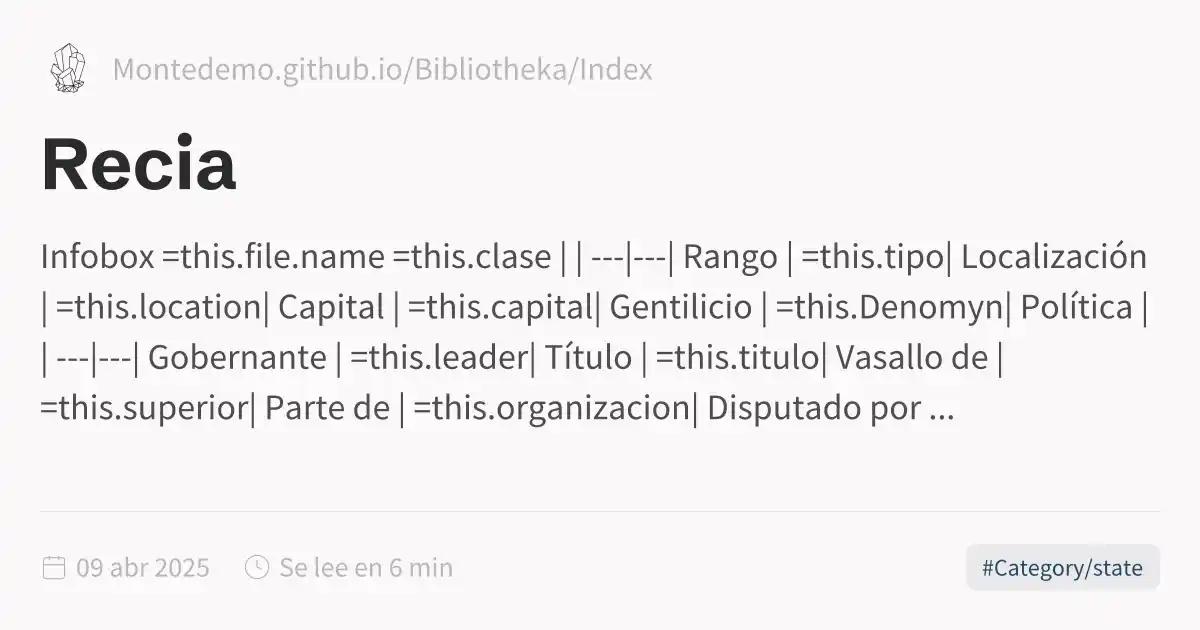 Montedemo.github.io/Bibliotheka/Index
Recia
Infobox =this.file.name =this.clase | | ---|---| Rango | =this.tipo| Localización
| =this.location| Capital | =this.capital| Gentilicio | =this.Denomyn| Política |
| ---|---| Gobernante | =this.leader| Título | =this.titulo| Vasallo de |
=this.superior| Parte de | =this.organizacion| Disputado por ...
09 abr 2025 Se lee en 6 min #Category/state